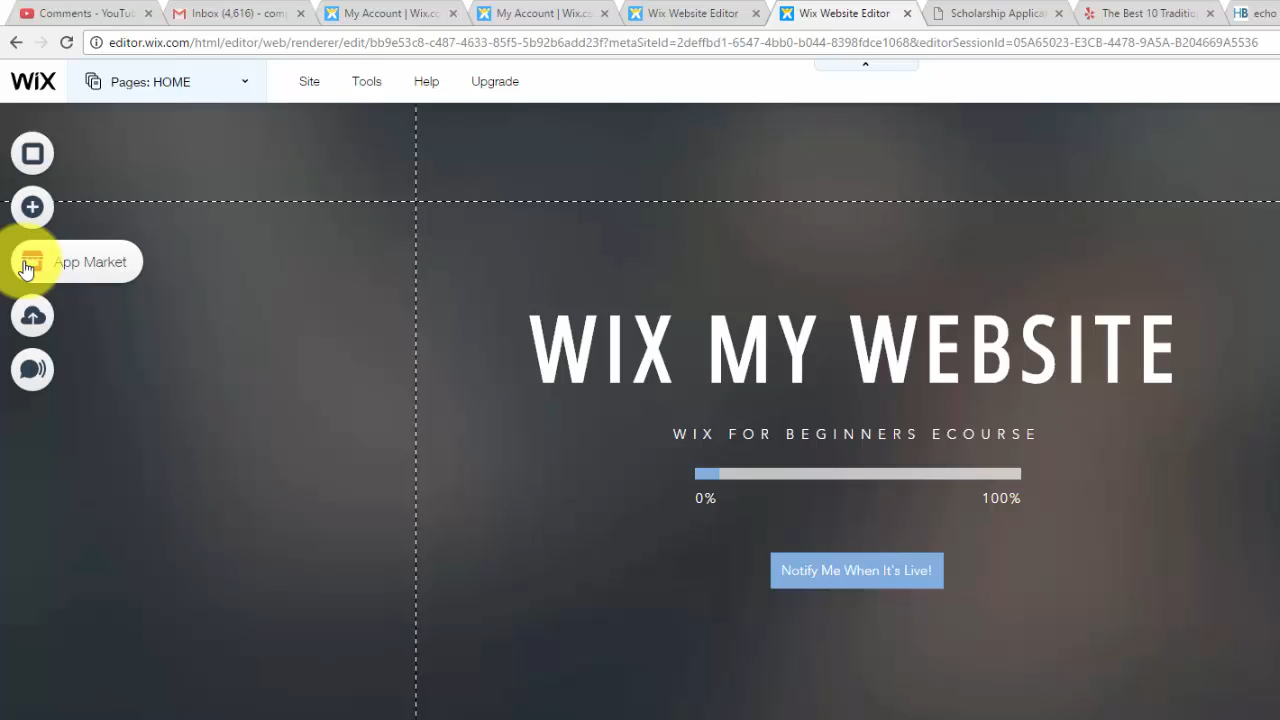 Comments - YouTu
Inbox (4,616) - com
My Account | Wix.c
My Account | Wix.c
Wix Website Editor
Wix Website Editor
Scholarship Applica
The Best 10 Traditio
HB echo
editor.wix.com/html/editor/web/renderer/edit/bb9e53c8-c487-4633-85f5-5b92b6add23f?metaSiteId=2deffbd1-6547-4bb0-b044-8398fdce1068&editorSessionId=05A65023-E3CB-4478-9A5A-B204669A5536
WiX Pages: HOME Site Tools Help Upgrade
App Market
WIX MY WEBSITE
WIX FOR BEGINNERS ECOURSE
0% 100%
Notify Me When It's Live!